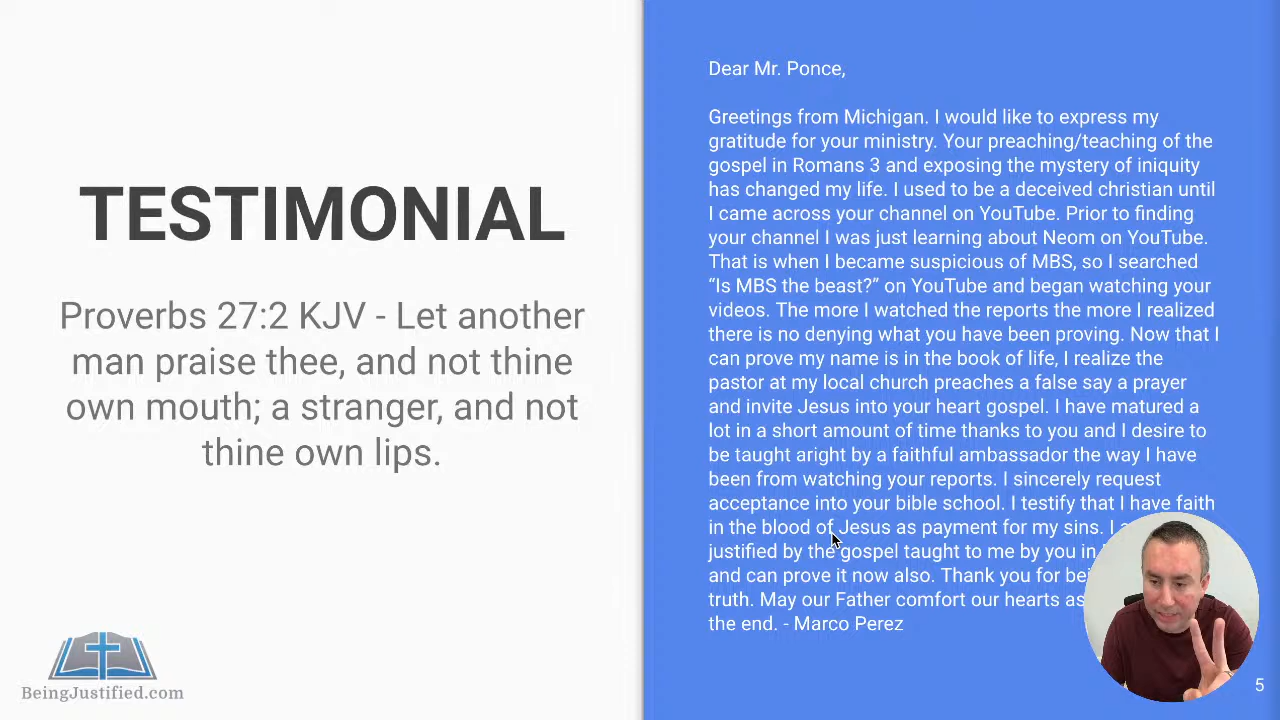 TESTIMONIAL
Proverbs 27:2 KJV - Let another
man praise thee, and not thine
own mouth; a stranger, and not
thine own lips.
BeingJustified.com
Dear Mr. Ponce,
Greetings from Michigan. I would like to express my
gratitude for your ministry. Your preaching/teaching of the
gospel in Romans 3 and exposing the mystery of iniquity
has changed my life. I used to be a deceived christian until
I came across your channel on YouTube. Prior to finding
your channel I was just learning about Neom on YouTube.
That is when I became suspicious of MBS, so I searched
“Is MBS the beast?” on YouTube and began watching your
videos. The more I watched the reports the more I realized
there is no denying what you have been proving. Now that I
can prove my name is in the book of life, I realize the
pastor at my local church preaches a false say a prayer
and invite Jesus into your heart gospel. I have matured a
lot in a short amount of time thanks to you and I desire to
be taught aright by a faithful ambassador the way I have
been from watching your reports. I sincerely request
acceptance into your bible school. I testify that I have faith
in the blood of Jesus as payment for my sins. I
justified by the gospel taught to me by you in
and can prove it now also. Thank you for
truth. May our Father comfort our hearts as
the end. - Marco Perez
5